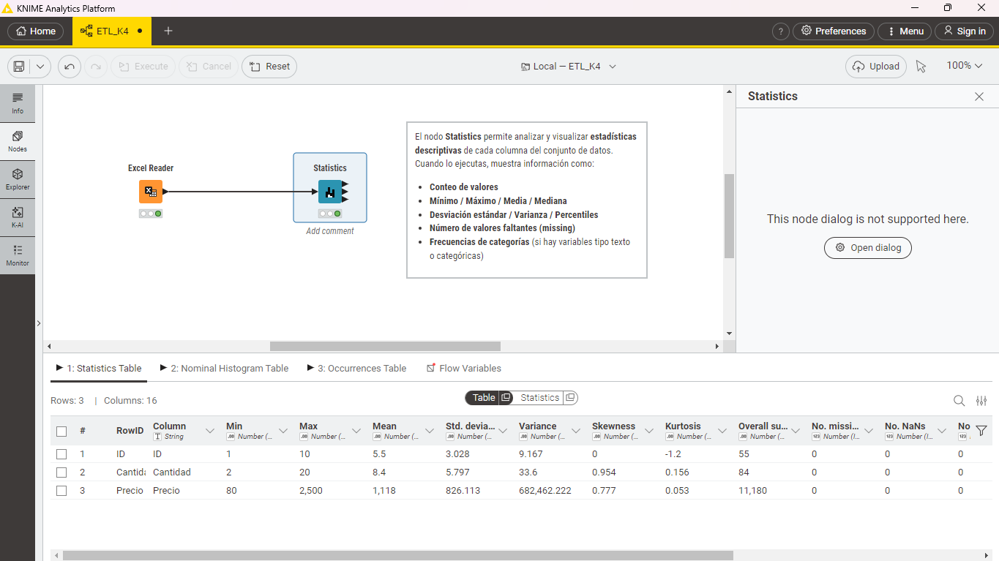 KNIME Analytics Platform
Home
ETL_K4
?
Preferences
Menu
Sign in
Execute
Cancel
Reset
Local — ETL_K4
Upload
100%
Info
Nodes
Explorer
K-AI
Monitor
Excel Reader
Statistics
Add comment
El nodo Statistics permite analizar y visualizar estadísticas
descriptivas de cada columna del conjunto de datos.
Cuando lo ejecutas, muestra información como:
• Conteo de valores
• Mínimo / Máximo / Media / Mediana
• Desviación estándar / Varianza / Percentiles
• Número de valores faltantes (missing)
• Frecuencias de categorías (si hay variables tipo texto
o categóricas)
Statistics
This node dialog is not supported here.
Open dialog
1: Statistics Table 2: Nominal Histogram Table 3: Occurrences Table Flow Variables
Rows: 3 | Columns: 16
Table Statistics
# RowID Column Min Max Mean Std. devia... Variance Skewness Kurtosis Overall su... No. missi... No. NaNs No
String Number (... Number (... Number (... Number (... Number (... Number (... Number (... Number (... Number (I... Number (I...
1 ID ID 1 10 5.5 3.028 9.167 0 -1.2 55 0 0 0
2 Cantida Cantidad 2 20 8.4 5.797 33.6 0.954 0.156 84 0 0 0
3 Precio Precio 80 2,500 1,118 826.113 682,462.222 0.777 0.053 11,180 0 0 0